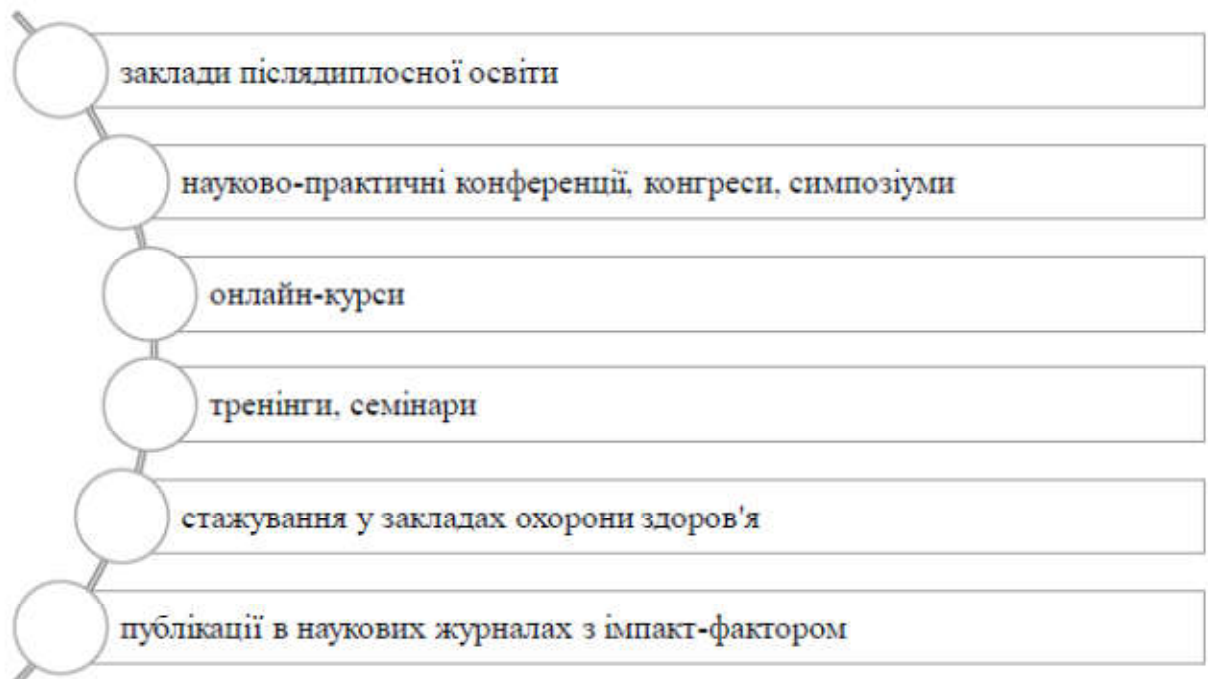 заклади післядиплосної освіти
науково-практичні конференції, конгреси, симпозіуми
онлайн-курси
тренінги, семінари
стажування у закладах охорони здоров'я
публікації в наукових журналах з імпакт-фактором